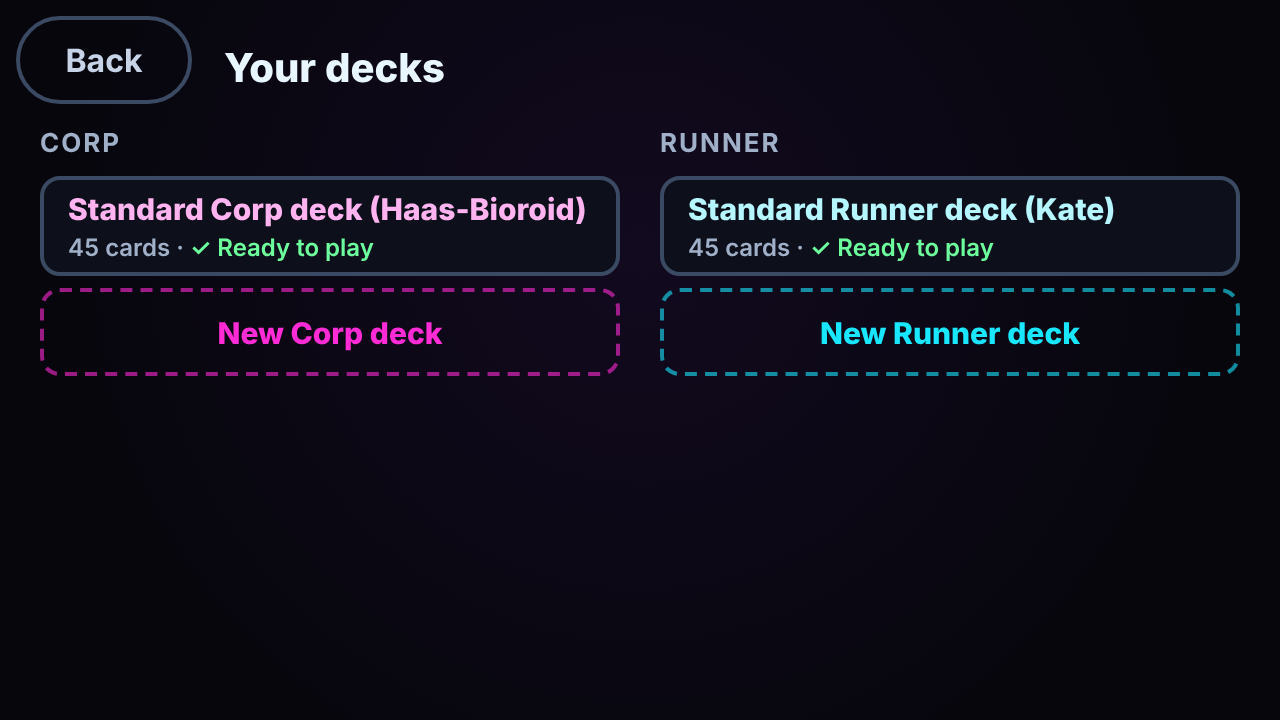 Back
Your decks
CORP
Standard Corp deck (Haas-Bioroid)
45 cards · ✓ Ready to play
New Corp deck
RUNNER
Standard Runner deck (Kate)
45 cards · ✓ Ready to play
New Runner deck